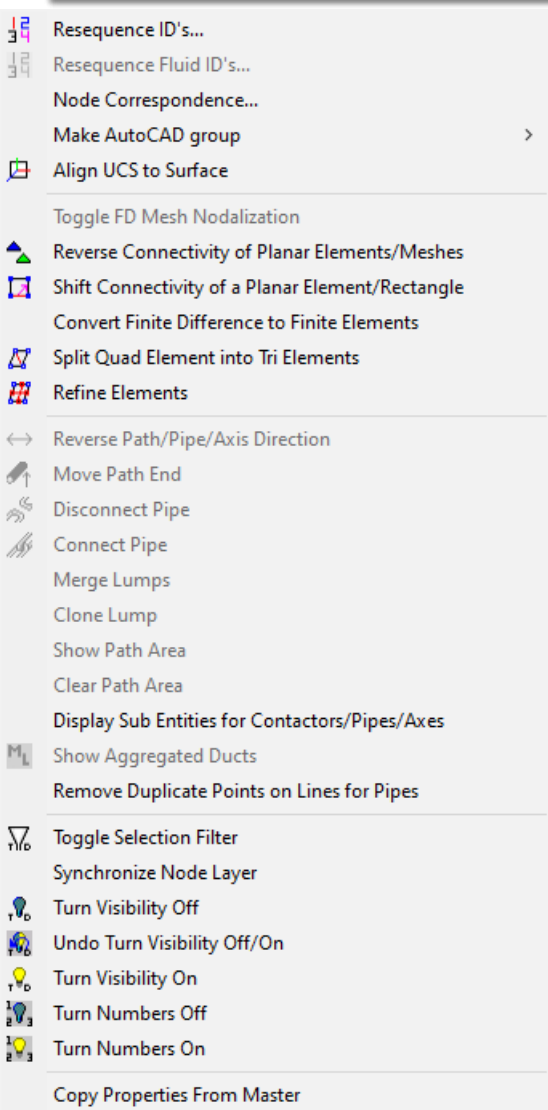 Resequence ID's...
Resequence Fluid ID's...
Node Correspondence...
Make AutoCAD group
Align UCS to Surface
Toggle FD Mesh Nodalization
Reverse Connectivity of Planar Elements/Meshes
Shift Connectivity of a Planar Element/Rectangle
Convert Finite Difference to Finite Elements
Split Quad Element into Tri Elements
Refine Elements
Reverse Path/Pipe/Axis Direction
Move Path End
Disconnect Pipe
Connect Pipe
Merge Lumps
Clone Lump
Show Path Area
Clear Path Area
Display Sub Entities for Contactors/Pipes/Axes
Show Aggregated Ducts
Remove Duplicate Points on Lines for Pipes
Toggle Selection Filter
Synchronize Node Layer
Turn Visibility Off
Undo Turn Visibility Off/On
Turn Visibility On
Turn Numbers Off
Turn Numbers On
Copy Properties From Master